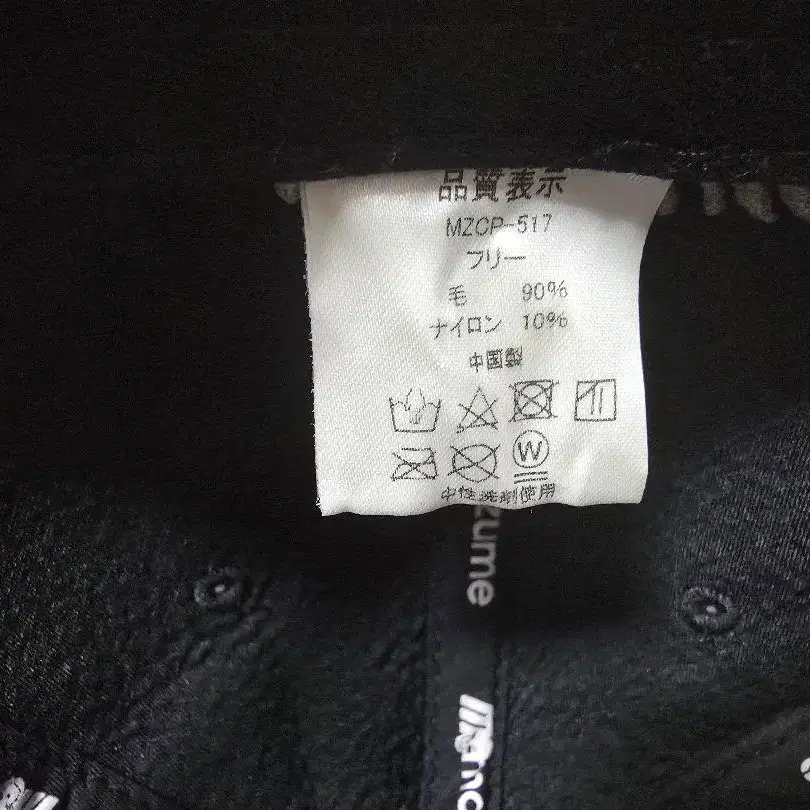 品質表示
MZCP-517
フリー
毛 90%
ナイロン 10%
中国製
W
中性洗剤使用
zume